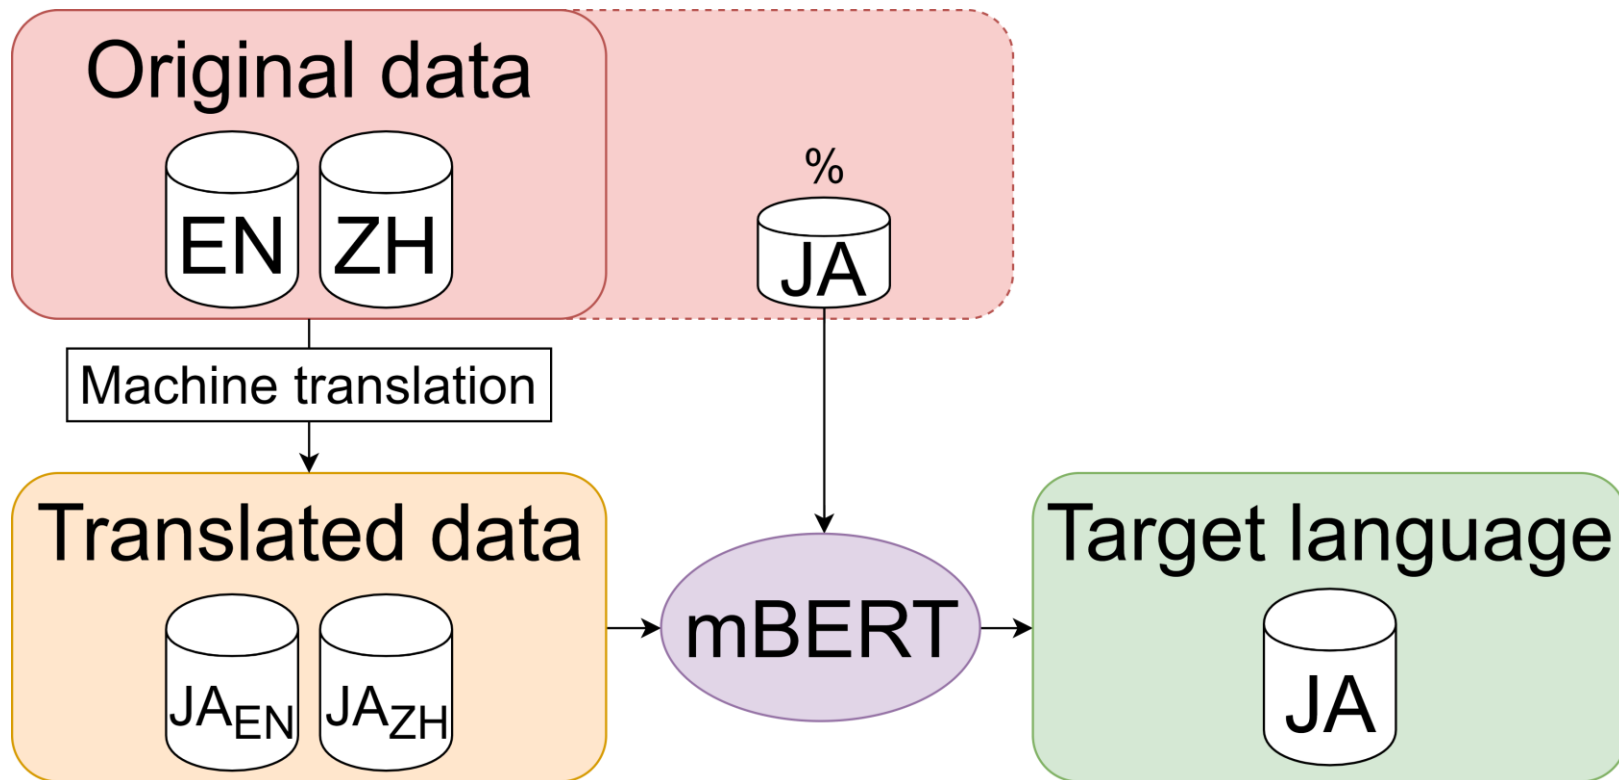 Original data
%
EN ZH JA
Machine translation
Translated data
Target language
mBERT
JAEN JAZH
JA